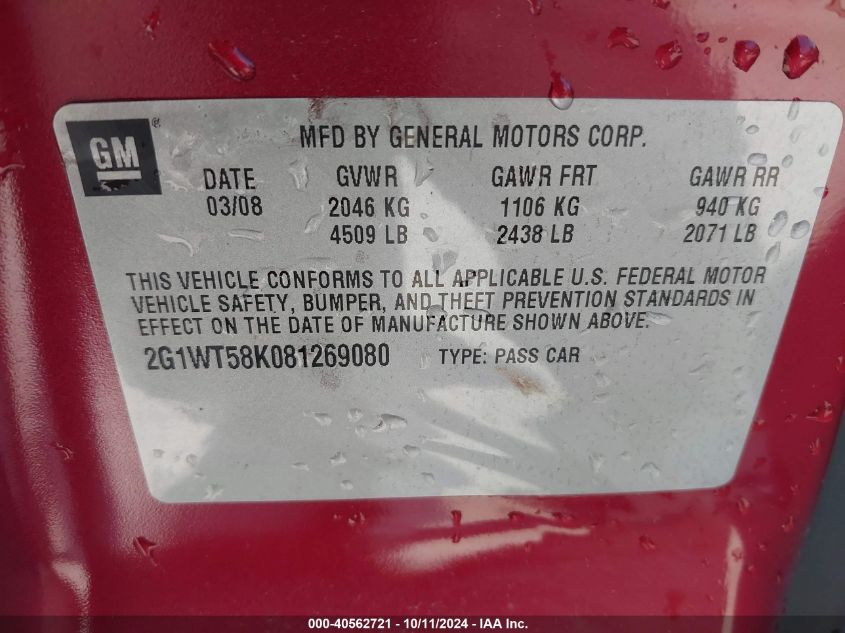 GM®
MFD BY GENERAL MOTORS CORP.
DATE GVWR GAWR FRT GAWR RR
03/08 2046 KG 1106 KG 940 KG
4509 LB 2438 LB 2071 LB
THIS VEHICLE CONFORMS TO ALL APPLICABLE U.S. FEDERAL MOTOR
VEHICLE SAFETY, BUMPER, AND THEFT PREVENTION STANDARDS IN
EFFECT ON THE DATE OF MANUFACTURE SHOWN ABOVE.
2G1WT58K081269080 TYPE: PASS CAR
000-40562721 - 10/11/2024 - IAA, Inc.